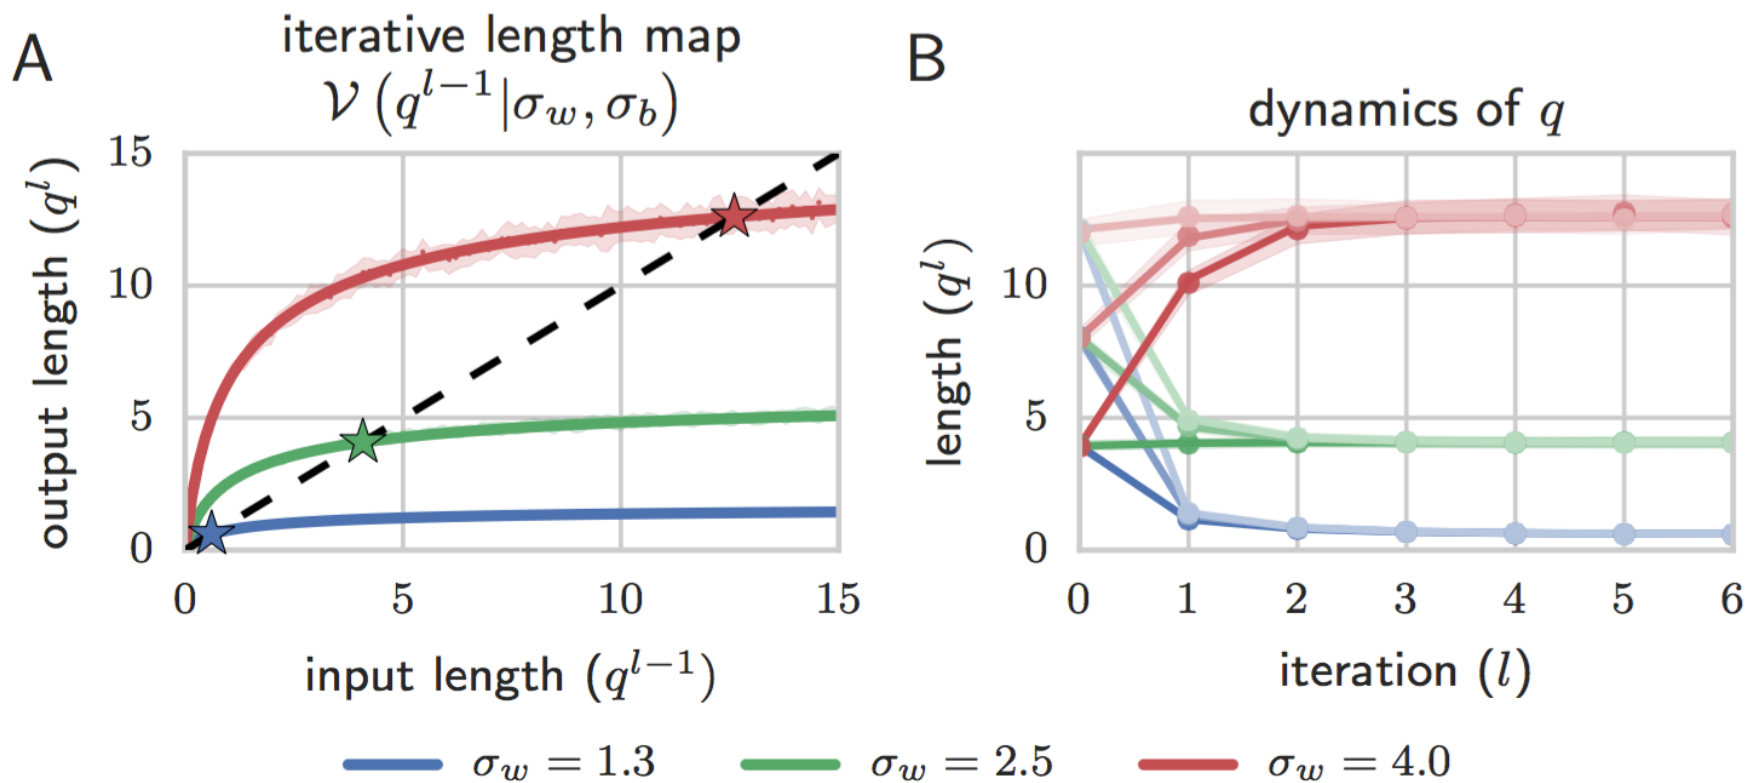 A
iterative length map
𝒱 (q^{l−1}|σ_w, σ_b)
output length (q^l)
15
10
5
0
0 5 10 15
input length (q^{l−1})
B
dynamics of q
length (q^l)
10
5
0
0 1 2 3 4 5 6
iteration (l)
σ_w = 1.3 σ_w = 2.5 σ_w = 4.0